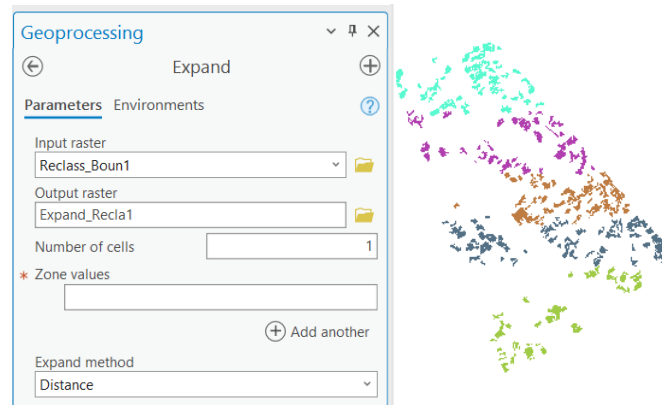 Geoprocessing
Expand
Parameters Environments
Input raster
Reclass_Boun1
Output raster
Expand_Recla1
Number of cells 1
* Zone values
Add another
Expand method
Distance